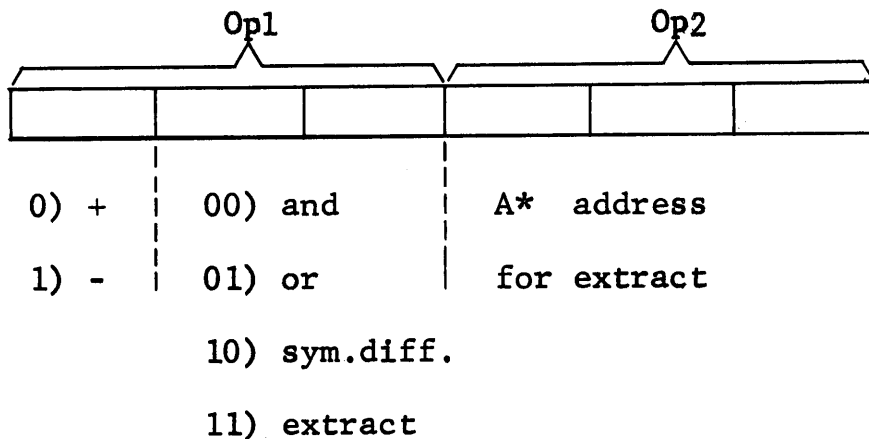 Op1 Op2
0) + 00) and A* address
1) - 01) or for extract
10) sym.diff.
11) extract